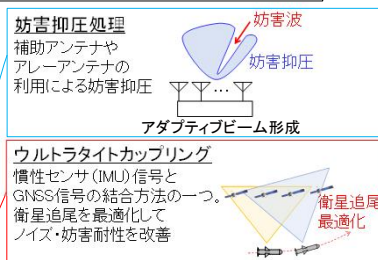 妨害抑圧処理
補助アンテナや
アレーアンテナの
利用による妨害抑圧
妨害波
妨害抑圧
アダプティブビーム形成
ウルトラタイトカップリング
慣性センサ(IMU)信号と
GNSS信号の結合方法の一つ。
衛星追尾を最適化して
ノイズ・妨害耐性を改善
衛星追尾
最適化